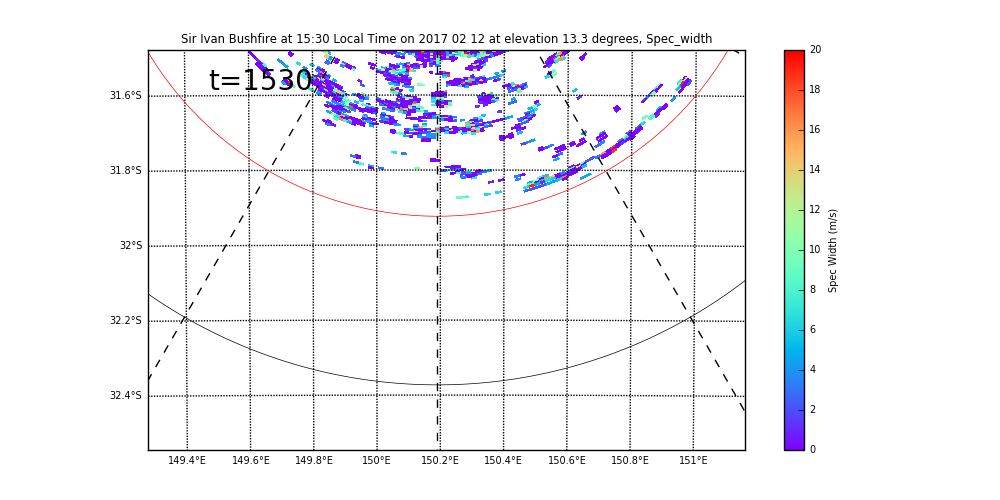 Sir Ivan Bushfire at 15:30 Local Time on 2017 02 12 at elevation 13.3 degrees, Spec_width
t=1530
31.6°S
31.8°S
32°S
32.2°S
32.4°S
149.4°E 149.6°E 149.8°E 150°E 150.2°E 150.4°E 150.6°E 150.8°E 151°E
20
18
16
14
12
10
8
6
4
2
0
Spec Width (m/s)